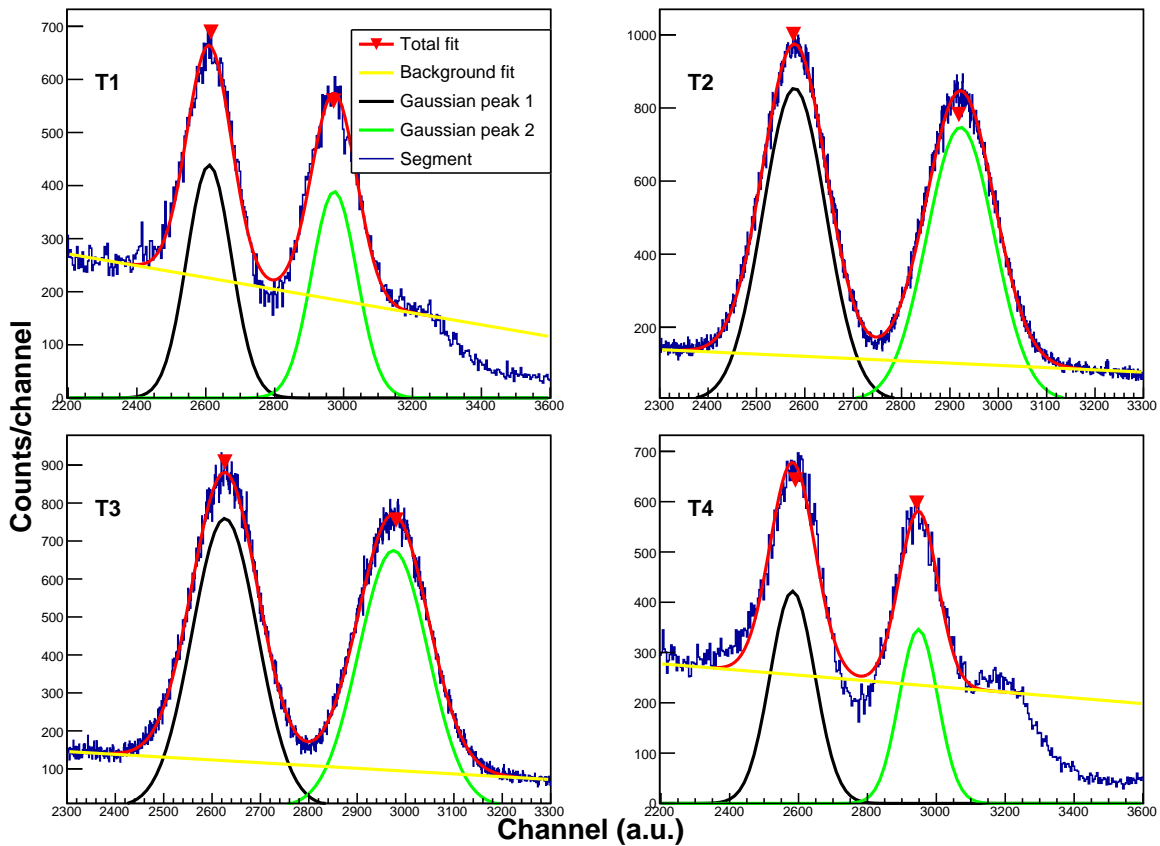 700
600
500
400
300
200
100
0
T1
Total fit
Background fit
Gaussian peak 1
Gaussian peak 2
Segment
2200 2400 2600 2800 3000 3200 3400 3600
1000
800
600
400
200
0
T2
2300 2400 2500 2600 2700 2800 2900 3000 3100 3200 3300
Counts/channel
900
800
700
600
500
400
300
200
100
T3
2300 2400 2500 2600 2700 2800 2900 3000 3100 3200 3300
700
600
500
400
300
200
100
0
T4
2200 2400 2600 2800 3000 3200 3400 3600
Channel (a.u.)